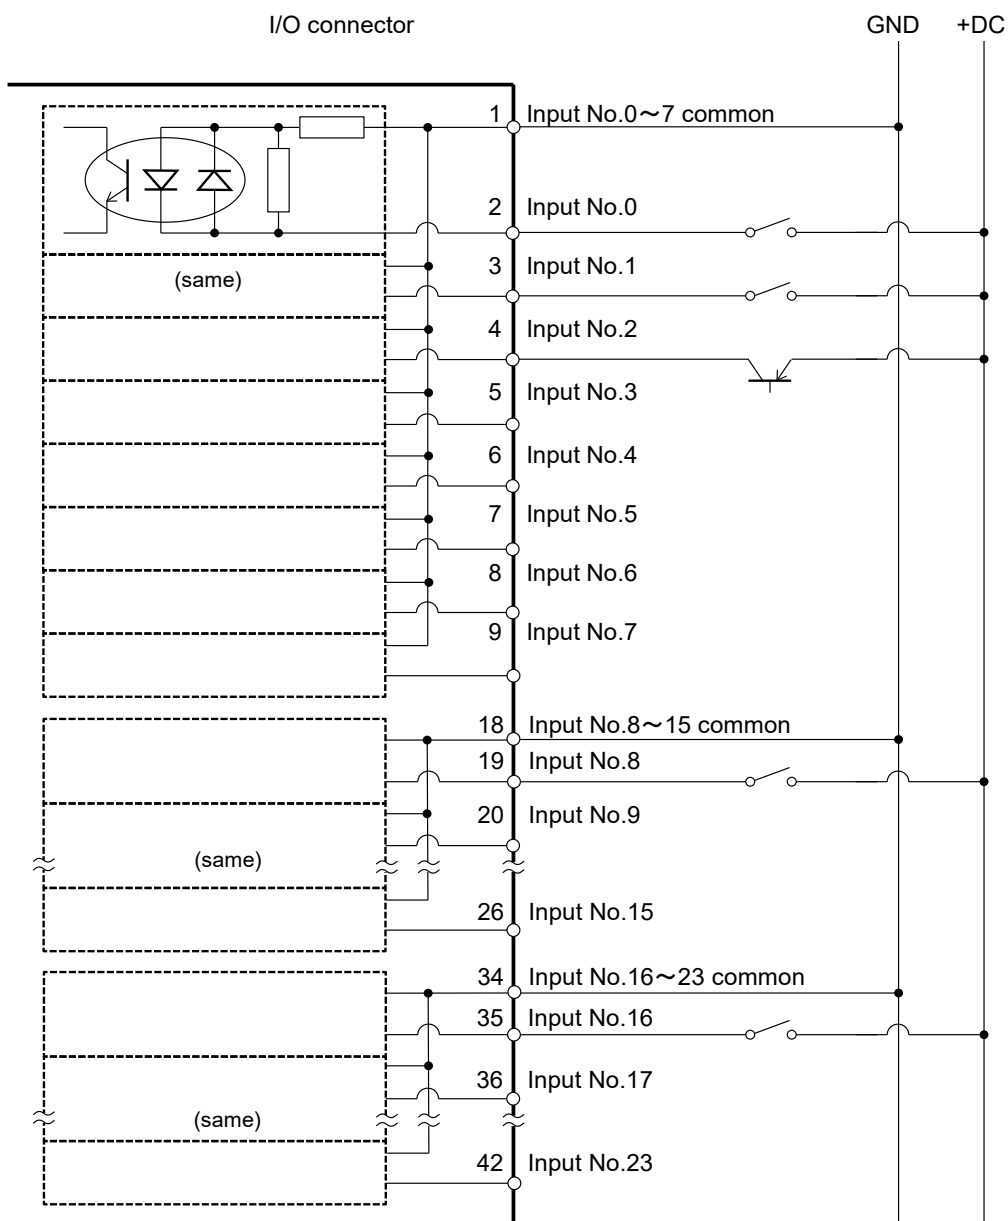 I/O connector GND +DC
1 Input No.0～7 common
2 Input No.0
3 Input No.1
(same)
4 Input No.2
5 Input No.3
6 Input No.4
7 Input No.5
8 Input No.6
9 Input No.7
18 Input No.8～15 common
19 Input No.8
20 Input No.9
(same)
26 Input No.15
34 Input No.16～23 common
35 Input No.16
36 Input No.17
(same)
42 Input No.23